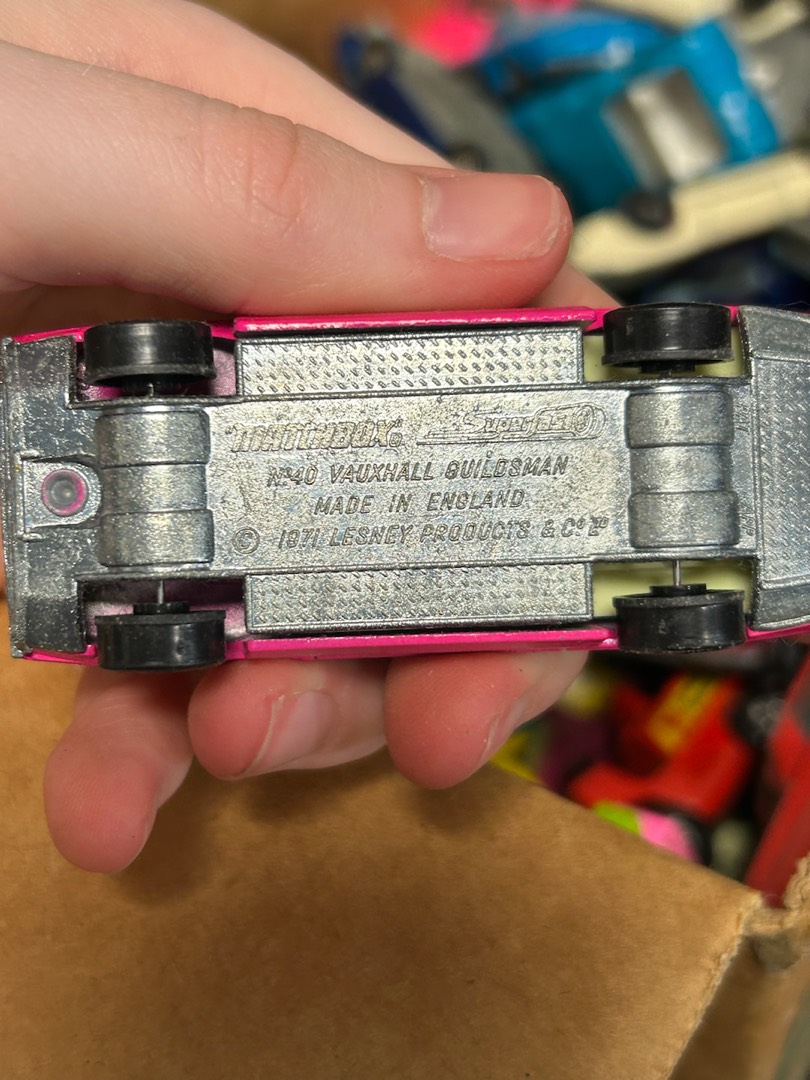 MATCHBOX®
Superfast
Nº40 VAUXHALL GUILDSMAN
MADE IN ENGLAND
© 1971 LESNEY PRODUCTS & Cº Lᵀᴰ